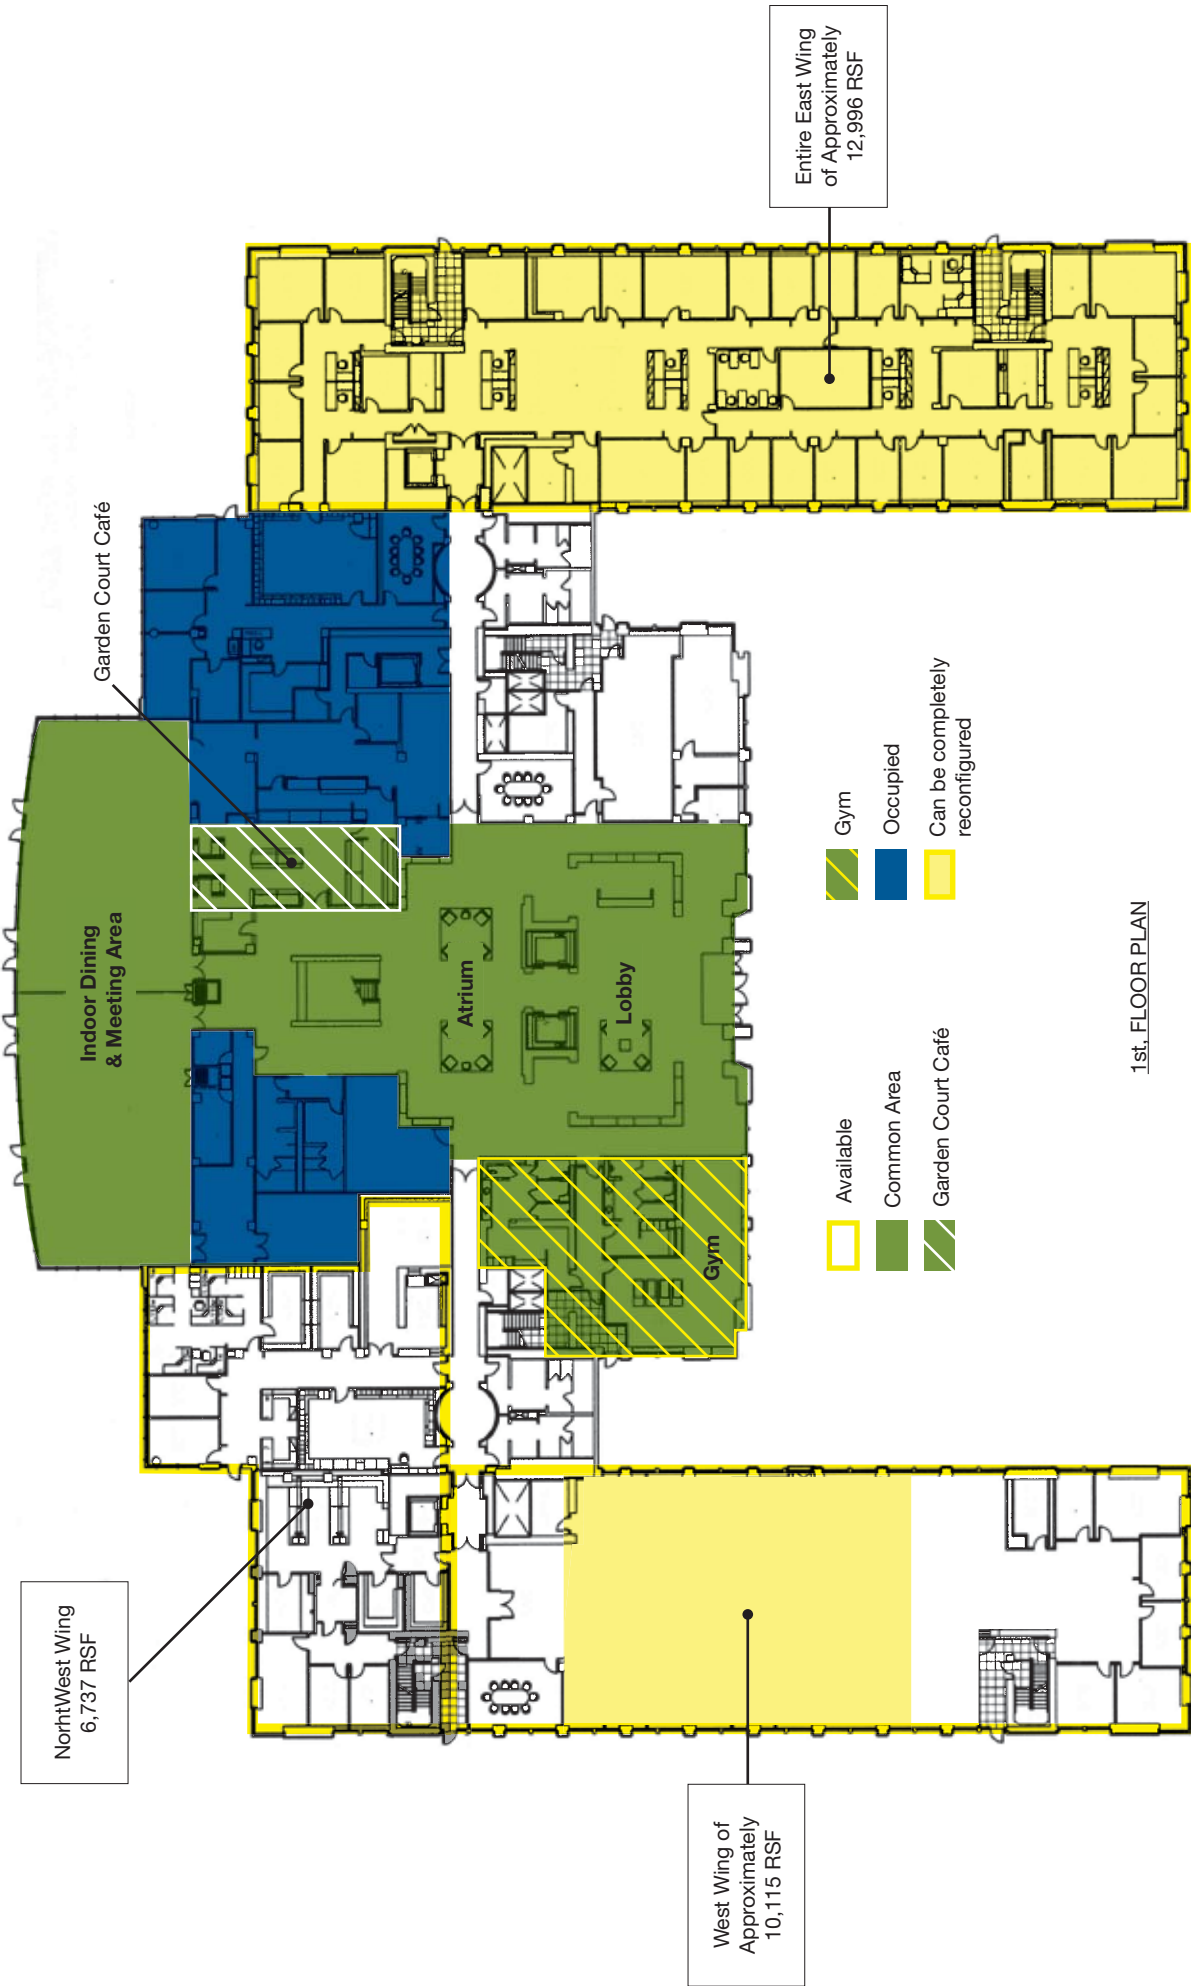 NorhtWest Wing
6,737 RSF
Garden Court Café
Indoor Dining
& Meeting Area
Atrium
Lobby
Gym
West Wing of
Approximately
10,115 RSF
Entire East Wing
of Approximately
12,996 RSF
Available
Common Area
Garden Court Café
Gym
Occupied
Can be completely
reconfigured
1st, FLOOR PLAN